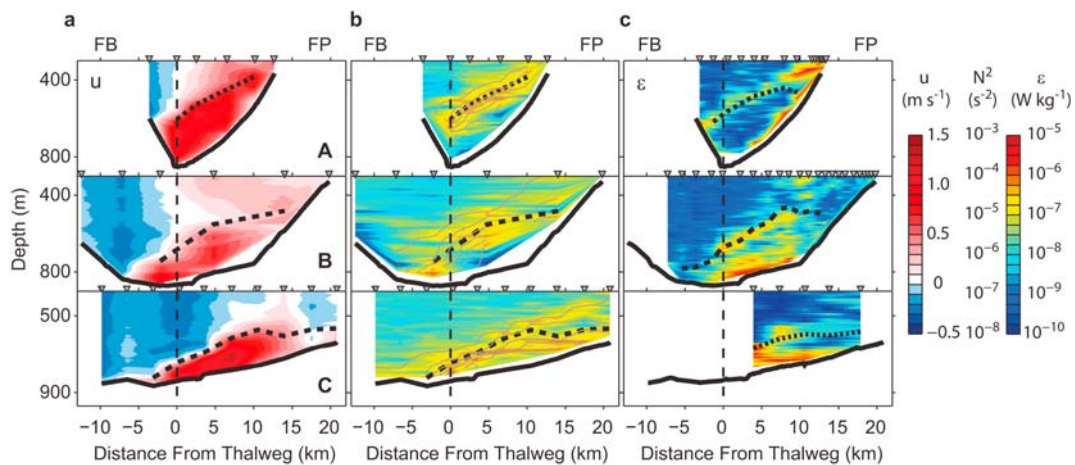 a b c
FB FP FB FP FB FP
u ε
400
800
A
400
800
B
500
900
C
Depth (m)
−10 −5 0 5 10 15 20 −10 −5 0 5 10 15 20 −10 −5 0 5 10 15 20
Distance From Thalweg (km) Distance From Thalweg (km) Distance From Thalweg (km)
u N² ε
(m s⁻¹) (s⁻²) (W kg⁻¹)
1.5 10⁻³ 10⁻⁵
1.0 10⁻⁴ 10⁻⁶
0.5 10⁻⁵ 10⁻⁷
10⁻⁶ 10⁻⁸
0 10⁻⁷ 10⁻⁹
−0.5 10⁻⁸ 10⁻¹⁰